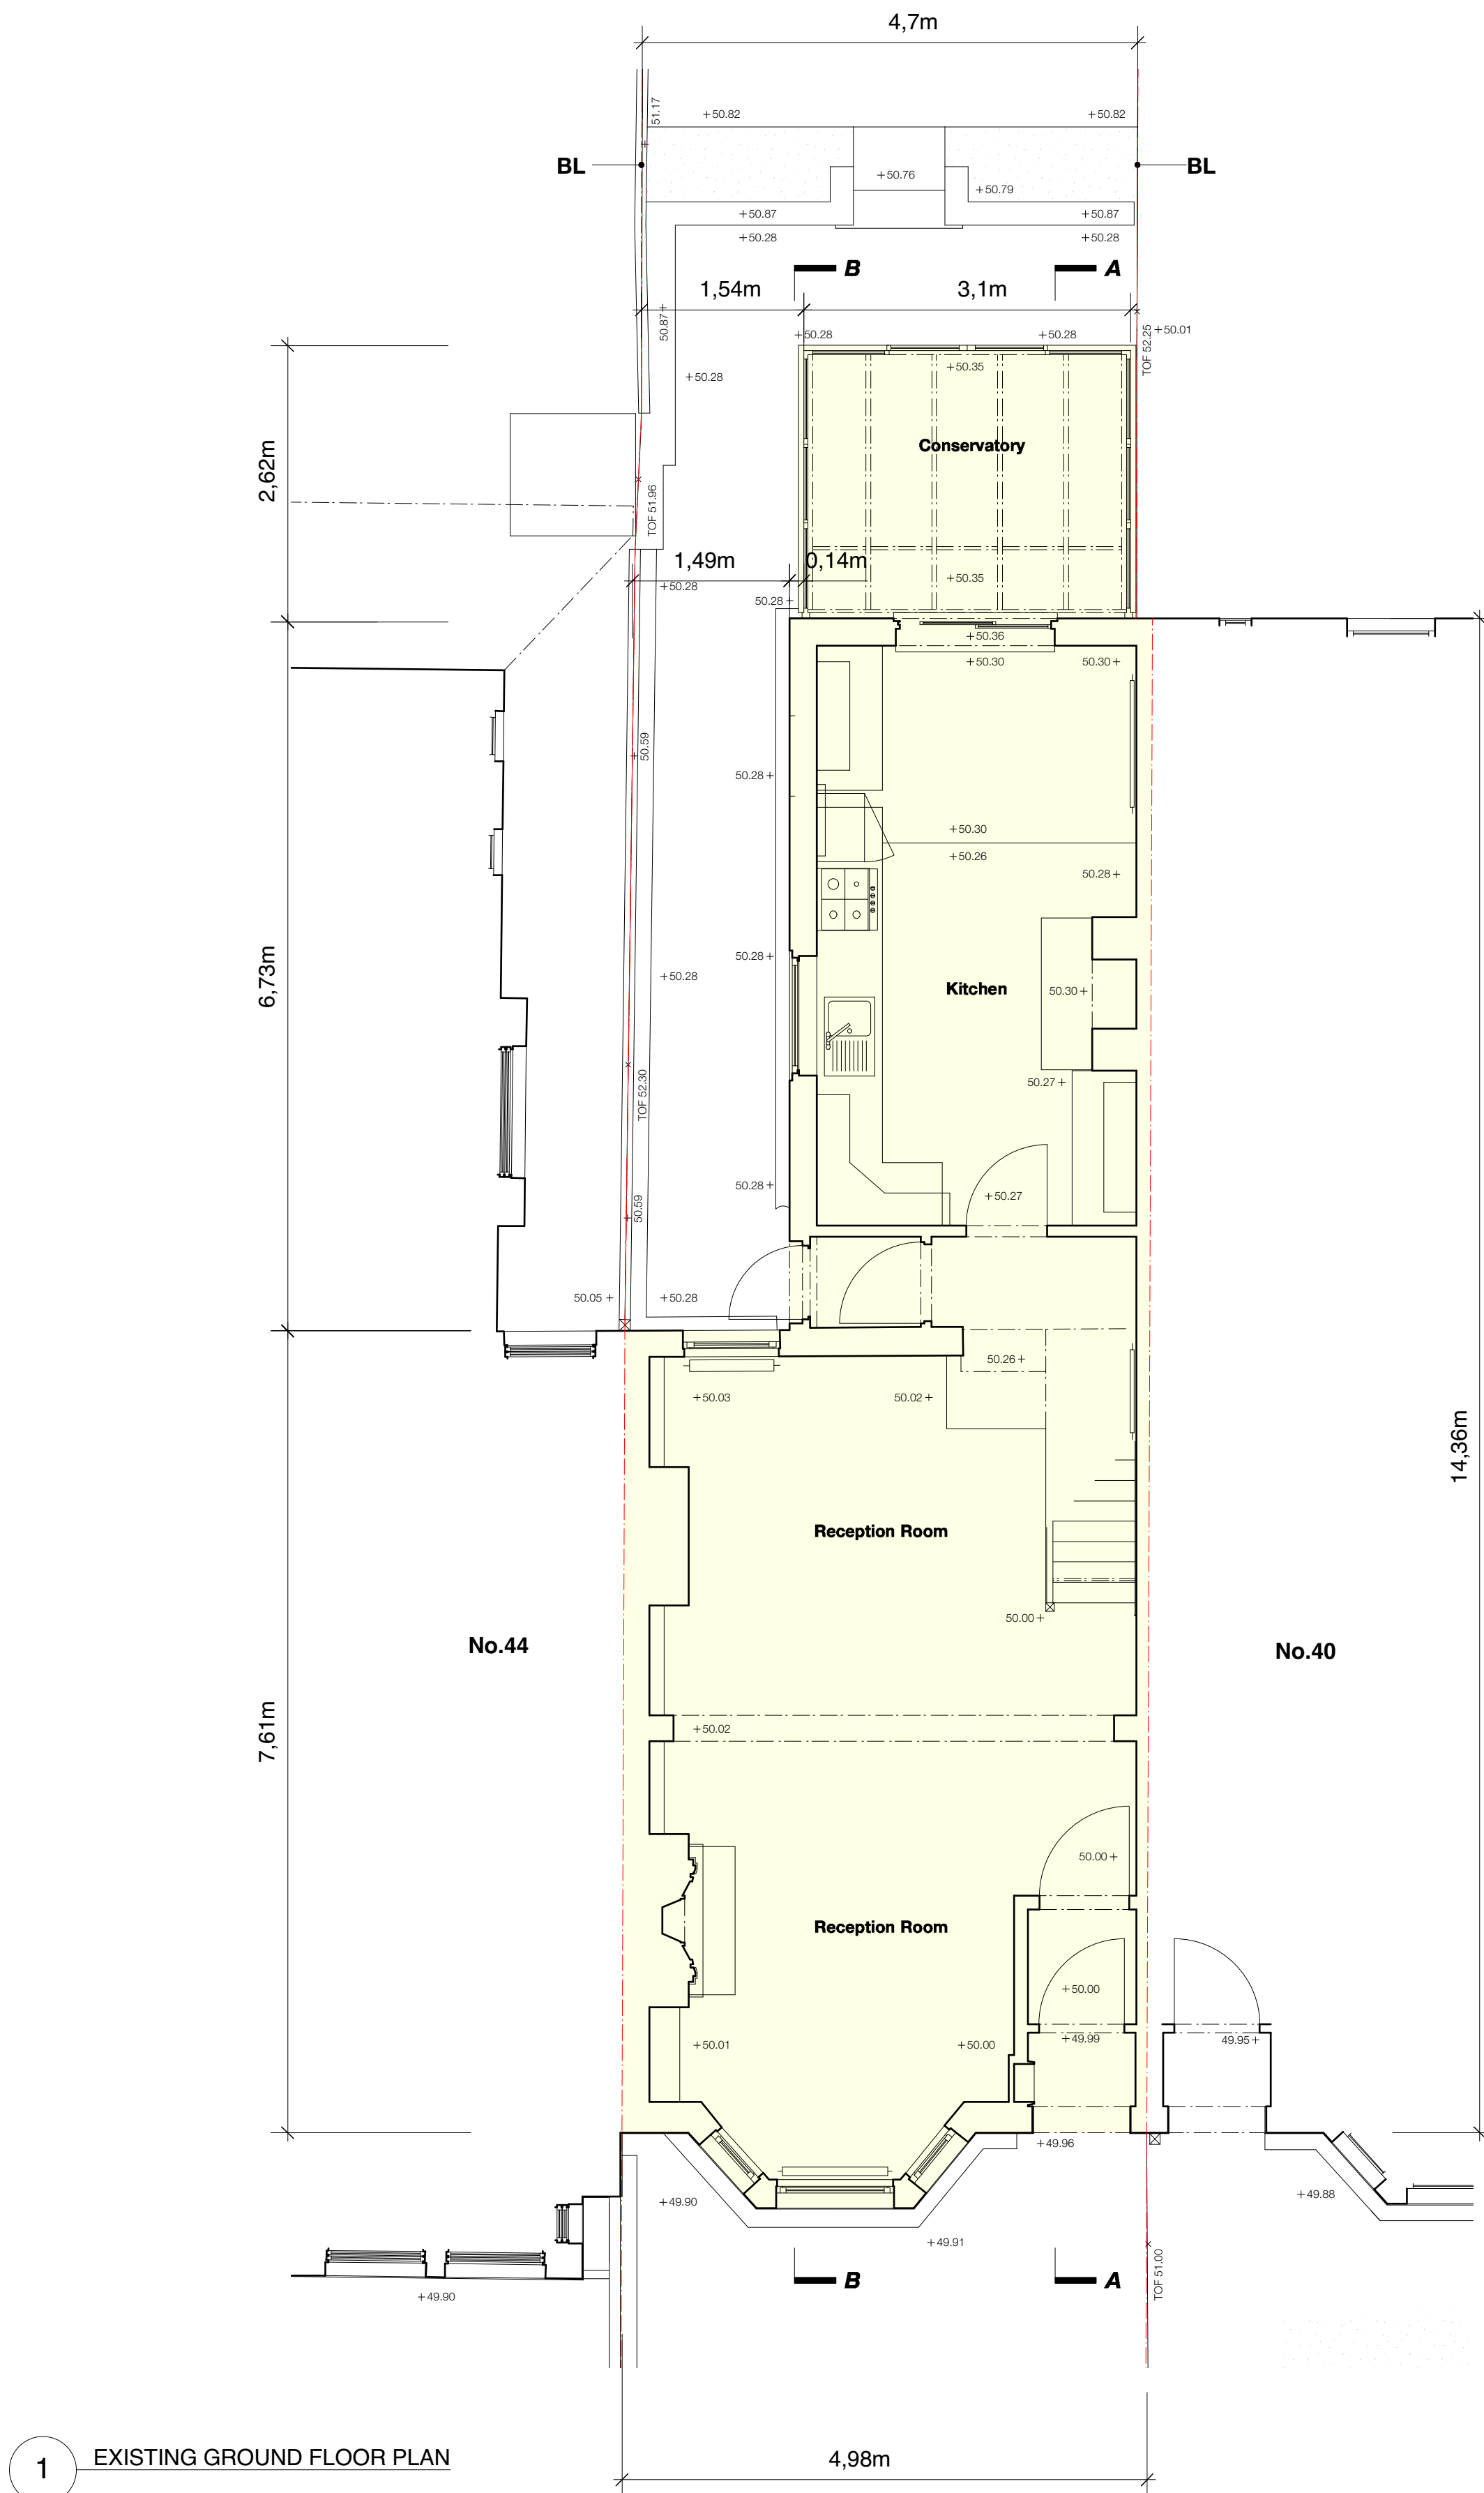 4,7m
+50.82
+50.82
51.17
+
BL
BL
+50.76
+50.79
+50.87
+50.87
+50.28
+50.28
B
A
1,54m
3,1m
50.87+
+50.28
+50.28
TOF 52.25
+50.01
+50.35
+50.28
Conservatory
2,62m
TOF 51.96
1,49m
0,14m
+50.28
+50.35
50.28+
+50.36
+50.30
50.30+
50.59
+
50.28+
+50.30
+50.26
50.28+
50.28+
+50.28
6,73m
Kitchen
50.30+
50.27+
TOF 52.30
50.28+
+50.27
50.59
+
50.05 +
+50.28
50.26+
+50.03
50.02+
14,36m
Reception Room
50.00+
No.44
No.40
7,61m
+50.02
50.00+
Reception Room
+50.00
+50.01
+50.00
+49.99
49.95+
+49.96
+49.90
+49.88
+49.91
B
A
TOF 51.00
+49.90
1
EXISTING GROUND FLOOR PLAN
4,98m